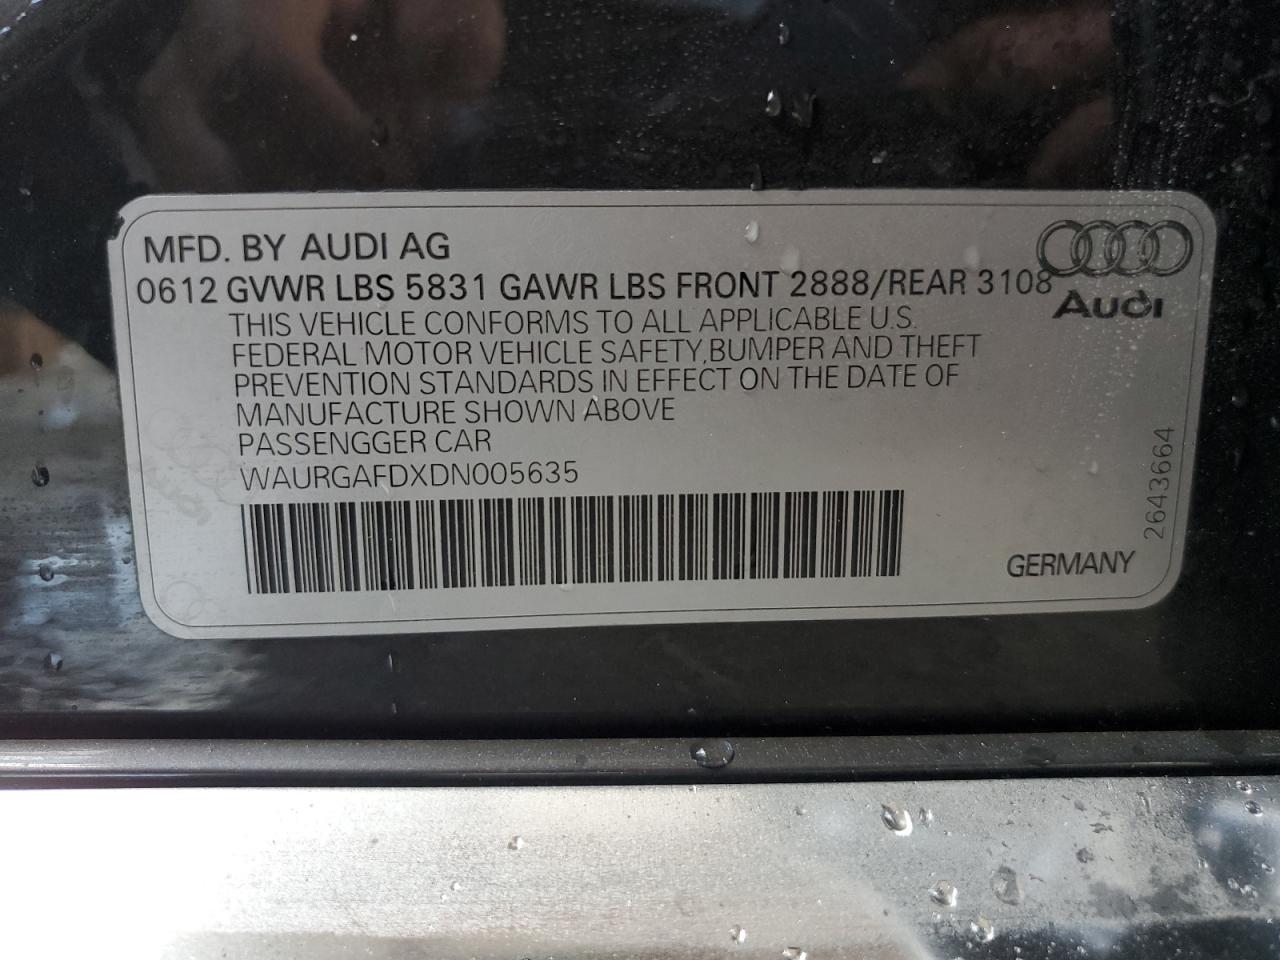 MFD. BY AUDI AG
0612 GVWR LBS 5831 GAWR LBS FRONT 2888/REAR 3108
Audi
THIS VEHICLE CONFORMS TO ALL APPLICABLE U.S.
FEDERAL MOTOR VEHICLE SAFETY,BUMPER AND THEFT
PREVENTION STANDARDS IN EFFECT ON THE DATE OF
MANUFACTURE SHOWN ABOVE
PASSENGGER CAR
WAURGAFDXDN005635
2643664
GERMANY